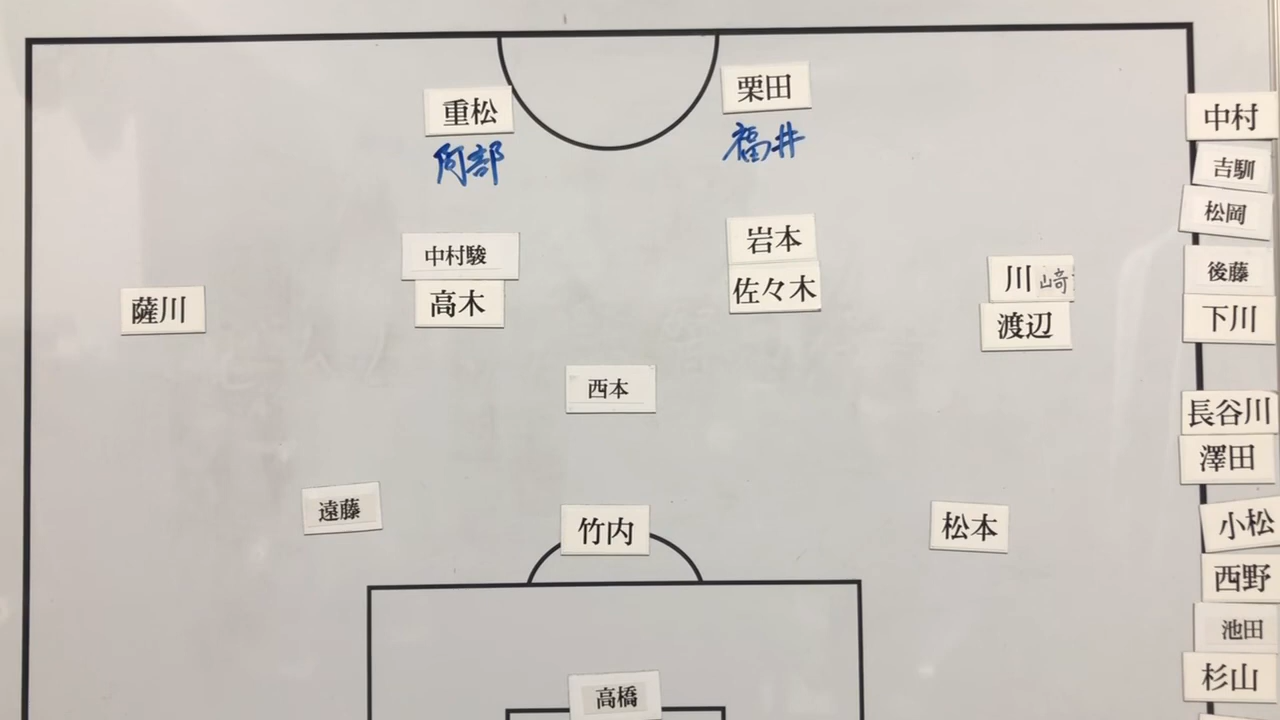 重松
阿部
栗田
福井
中村駿
高木
岩本
佐々木
川崎
渡辺
薩川
西本
遠藤
竹内
松本
高橋
中村
吉馴
松岡
後藤
下川
長谷川
澤田
小松
西野
池田
杉山